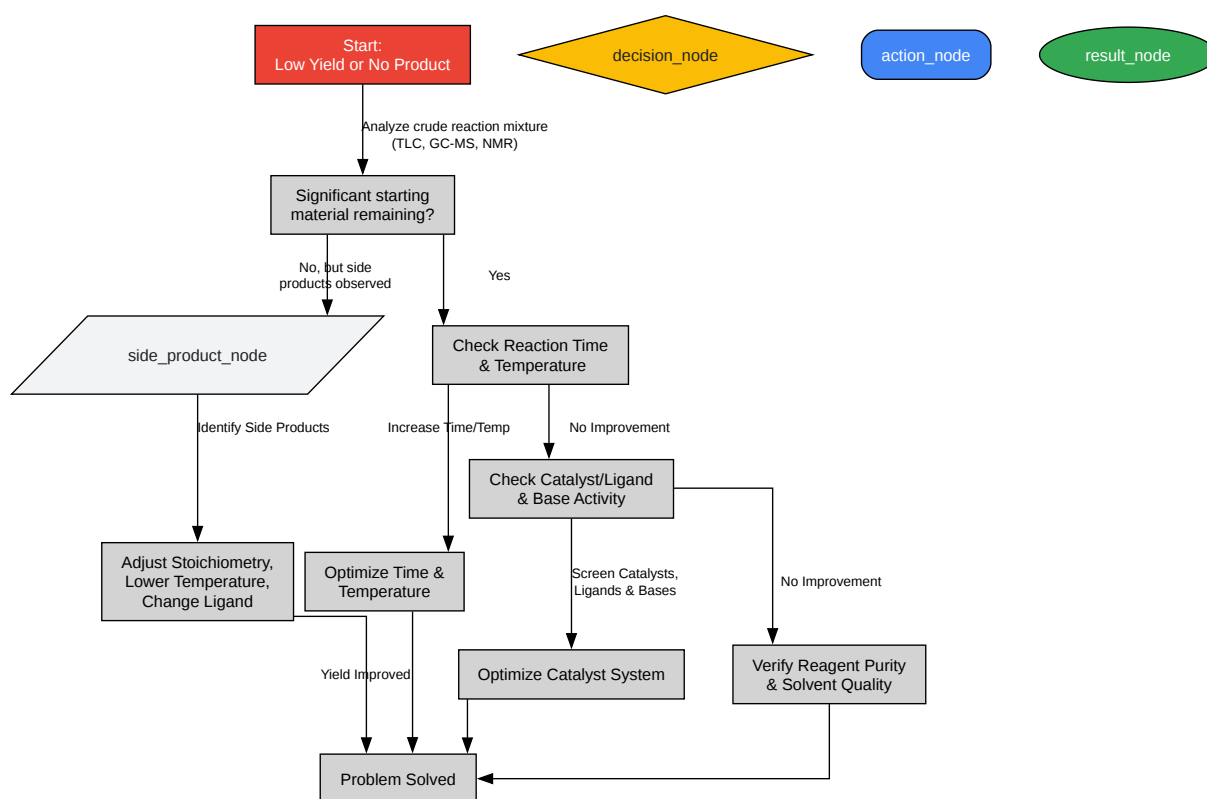 Start:
Low Yield or No Product
decision_node
action_node
result_node
Analyze crude reaction mixture
(TLC, GC-MS, NMR)
Significant starting
material remaining?
No, but side
products observed
Yes
side_product_node
Check Reaction Time
& Temperature
Identify Side Products
Increase Time/Temp
No Improvement
Check Catalyst/Ligand
& Base Activity
Adjust Stoichiometry,
Lower Temperature,
Change Ligand
Optimize Time &
Temperature
Screen Catalysts,
Ligands & Bases
No Improvement
Yield Improved
Optimize Catalyst System
Verify Reagent Purity
& Solvent Quality
Problem Solved